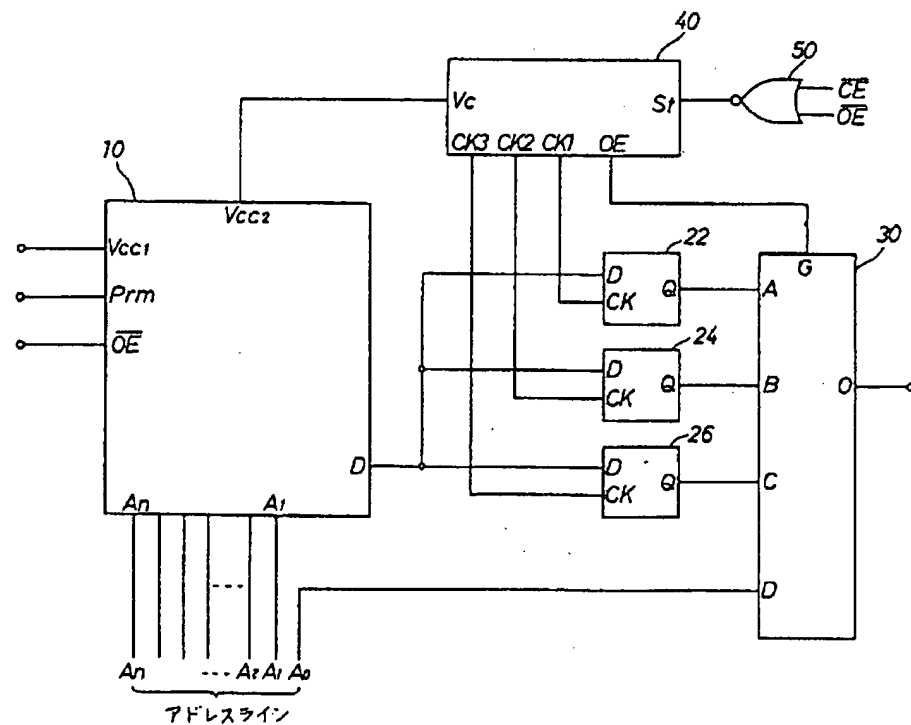 40
50
Vc
St
CE
OE
CK3 CK2 CK1 OE
10
Vcc2
Vcc1
Prm
OE
D
An A1
22
D
CK
Q
24
D
CK
Q
26
D
CK
Q
30
G
A
B
C
D
O
An ---- A2 A1 A0
アドレスライン